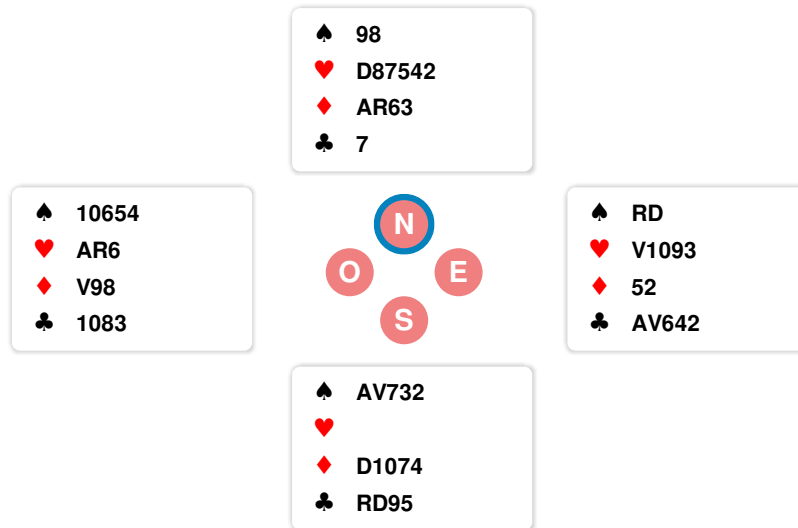 ♠ 98
♥ D87542
♦ AR63
♣ 7
♠ 10654
♥ AR6
♦ V98
♣ 1083
N
O
E
S
♠ RD
♥ V1093
♦ 52
♣ AV642
♠ AV732
♥
♦ D1074
♣ RD95